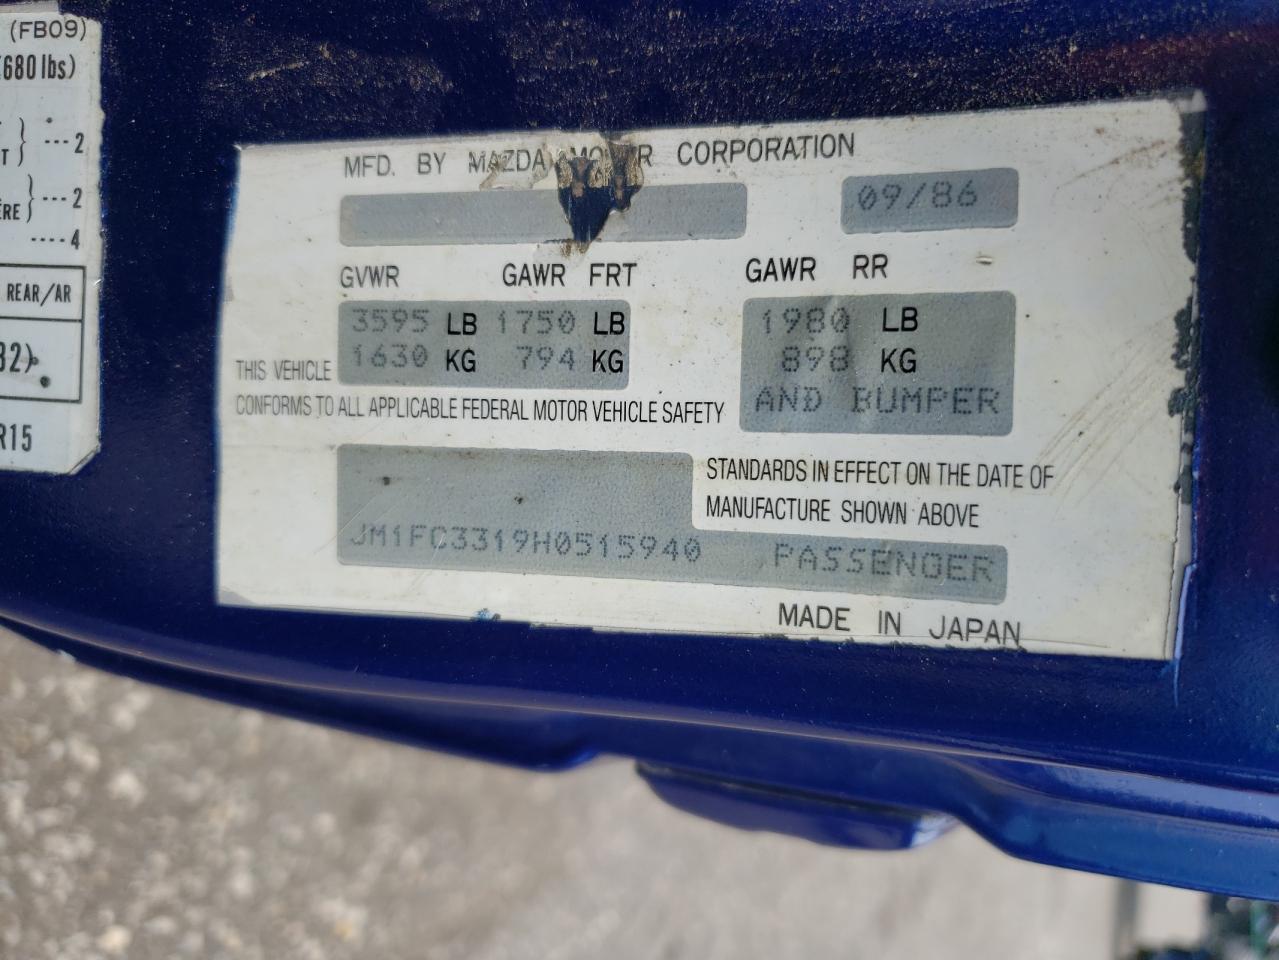 (FB09)
680 lbs)
T } --- 2
ÈRE } --- 2
---- 4
REAR/AR
32)
R15
MFD. BY MAZDA MOTOR CORPORATION
09/86
GVWR GAWR FRT GAWR RR
3595 LB 1750 LB 1980 LB
1630 KG 794 KG 898 KG
THIS VEHICLE
AND BUMPER
CONFORMS TO ALL APPLICABLE FEDERAL MOTOR VEHICLE SAFETY
STANDARDS IN EFFECT ON THE DATE OF
MANUFACTURE SHOWN ABOVE
JM1FC3319H0515940 PASSENGER
MADE IN JAPAN